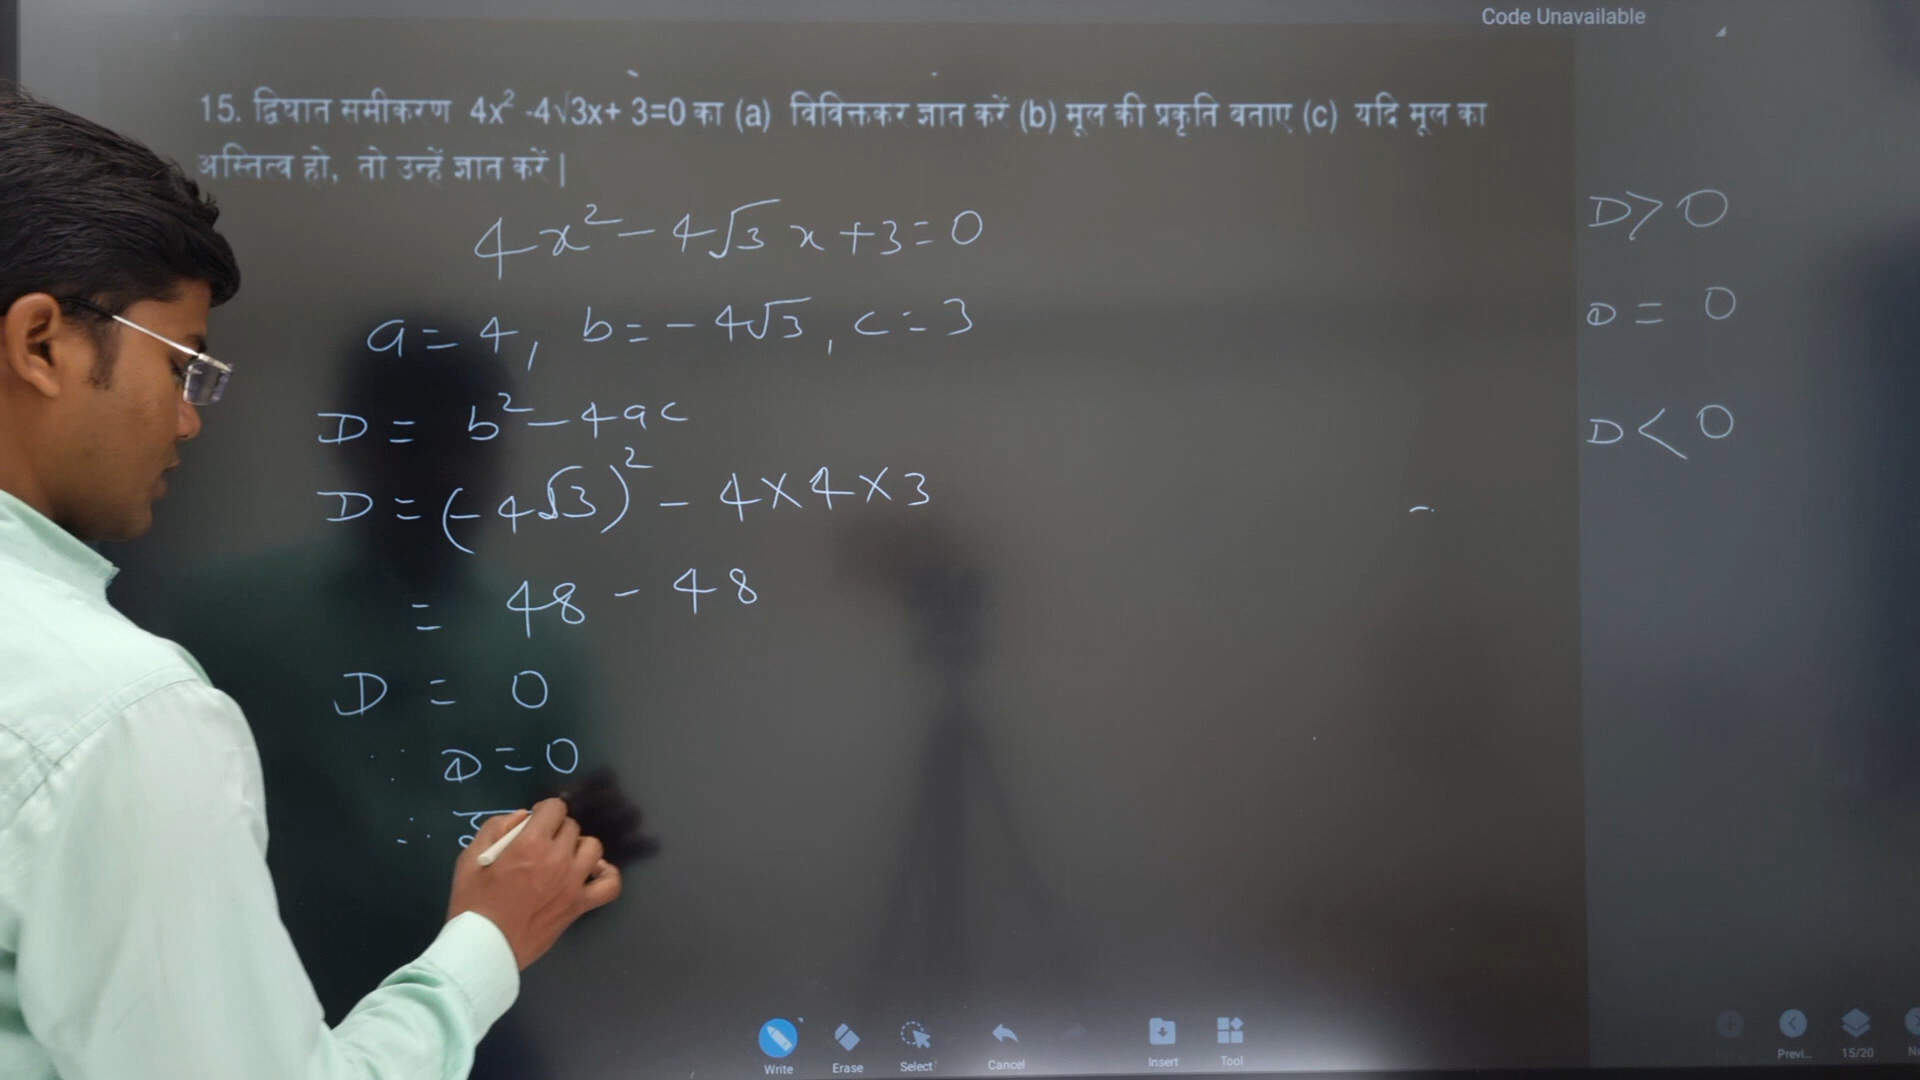 Code Unavailable
15. द्विघात समीकरण 4x² -4√3x+ 3=0 का (a) विविक्तकर ज्ञात करें (b) मूल की प्रकृति बताए (c) यदि मूल का
अस्तित्व हो, तो उन्हें ज्ञात करें|
4x² - 4√3 x + 3 = 0
a = 4, b = - 4√3, c = 3
D = b² - 4ac
D = (-4√3)² - 4×4×3
= 48 - 48
D = 0
∵ D = 0
∴
D > 0
D = 0
D < 0
Write
Erase
Select
Cancel
Insert
Tool
Previ...
15/20